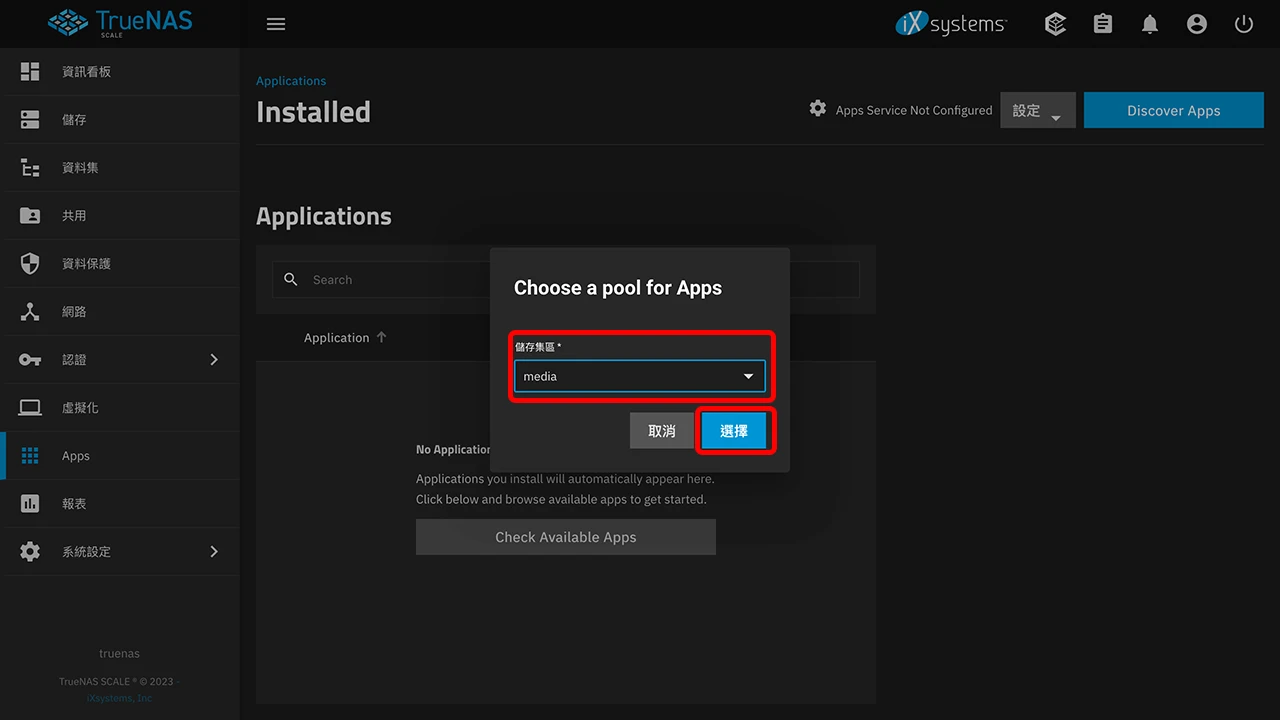 TrueNAS
SCALE
iXsystems
資訊看板
儲存
資料集
共用
資料保護
網路
認證
虛擬化
Apps
報表
系統設定
truenas
TrueNAS SCALE ® © 2023 -
iXsystems, Inc
Applications
Installed
Apps Service Not Configured
設定
Discover Apps
Applications
Search
Application
No Application
Applications you install will automatically appear here.
Click below and browse available apps to get started.
Check Available Apps
Choose a pool for Apps
儲存集區 *
media
取消
選擇